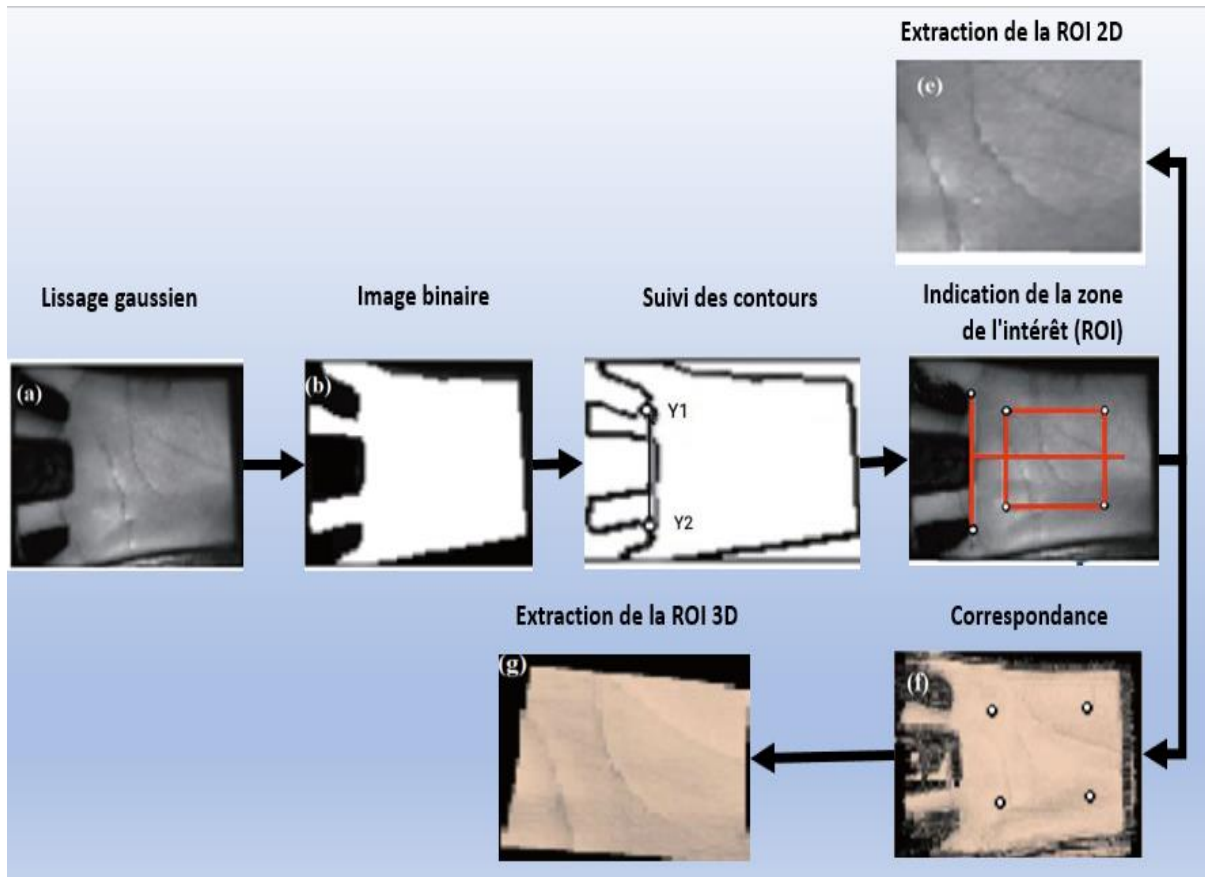 Extraction de la ROI 2D
(e)
Lissage gaussien
Image binaire
Suivi des contours
Indication de la zone
de l'intérêt (ROI)
(a)
(b)
Y1
Y2
Extraction de la ROI 3D
Correspondance
(g)
(f)